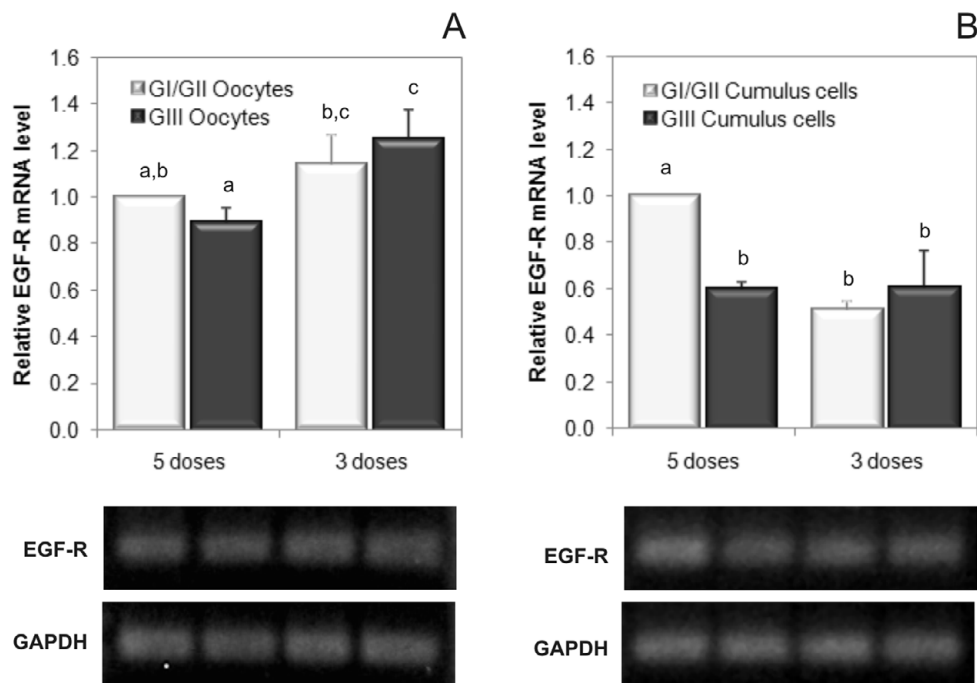 A
Relative EGF-R mRNA level
1.6
1.4
1.2
1.0
0.8
0.6
0.4
0.2
0.0
GI/GII Oocytes
GIII Oocytes
a,b
a
b,c
c
5 doses
3 doses
EGF-R
GAPDH
B
Relative EGF-R mRNA level
1.6
1.4
1.2
1.0
0.8
0.6
0.4
0.2
0.0
GI/GII Cumulus cells
GIII Cumulus cells
a
b
b
b
5 doses
3 doses
EGF-R
GAPDH